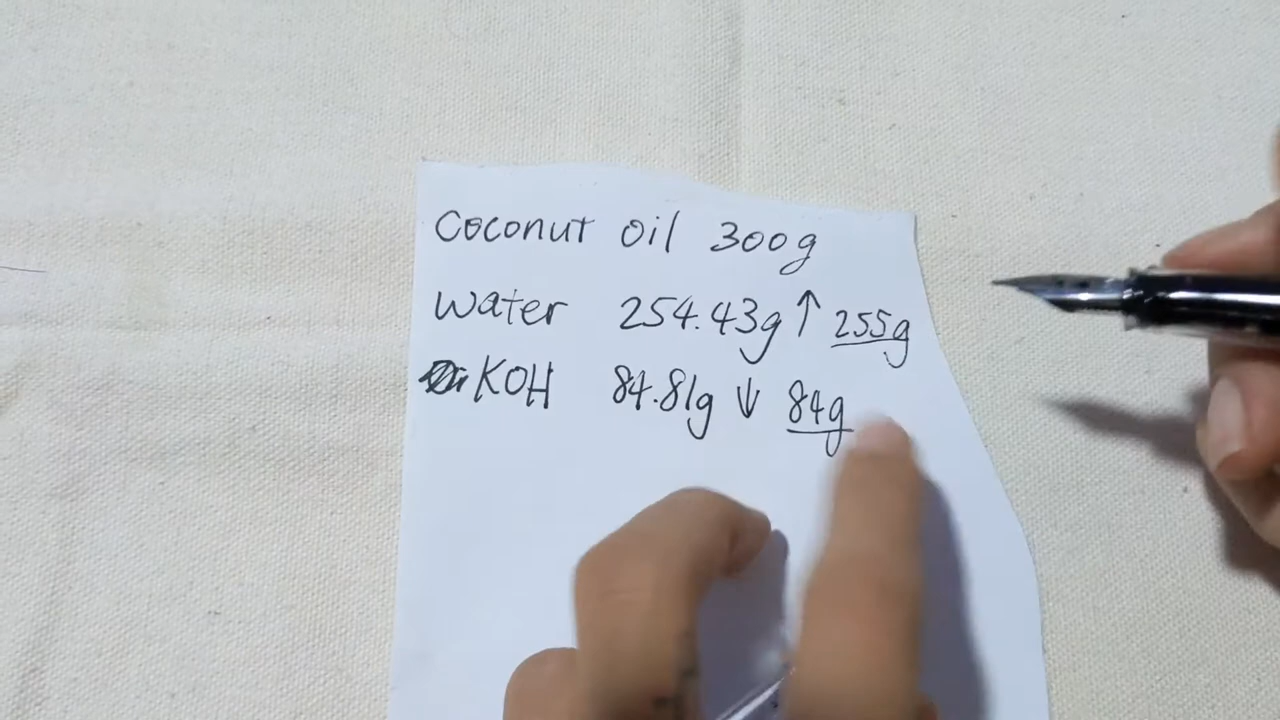 Coconut oil 300g
Water 254.43g ↑ 255g
KOH 84.81g ↓ 84g